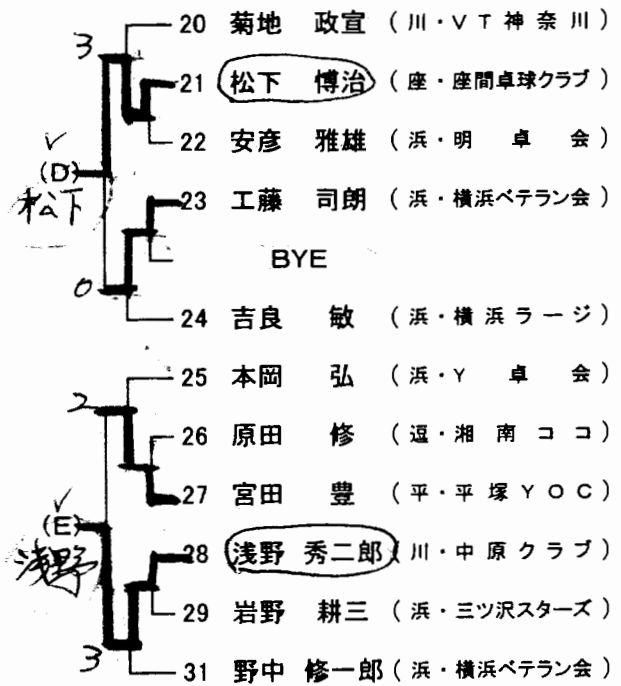 20 菊地 政宣 (川・VT神奈川)
3
21 松下 博治 (座・座間卓球クラブ)
22 安彦 雅雄 (浜・明 卓 会)
(D)
松下
23 工藤 司朗 (浜・横浜ベテラン会)
BYE
0
24 吉良 敏 (浜・横浜ラージ)
25 本岡 弘 (浜・Y 卓 会)
2
26 原田 修 (逗・湘南ココ)
27 宮田 豊 (平・平塚YOC)
(E)
浅野
28 浅野 秀二郎 (川・中原クラブ)
29 岩野 耕三 (浜・三ツ沢スターズ)
3
31 野中 修一郎 (浜・横浜ベテラン会)